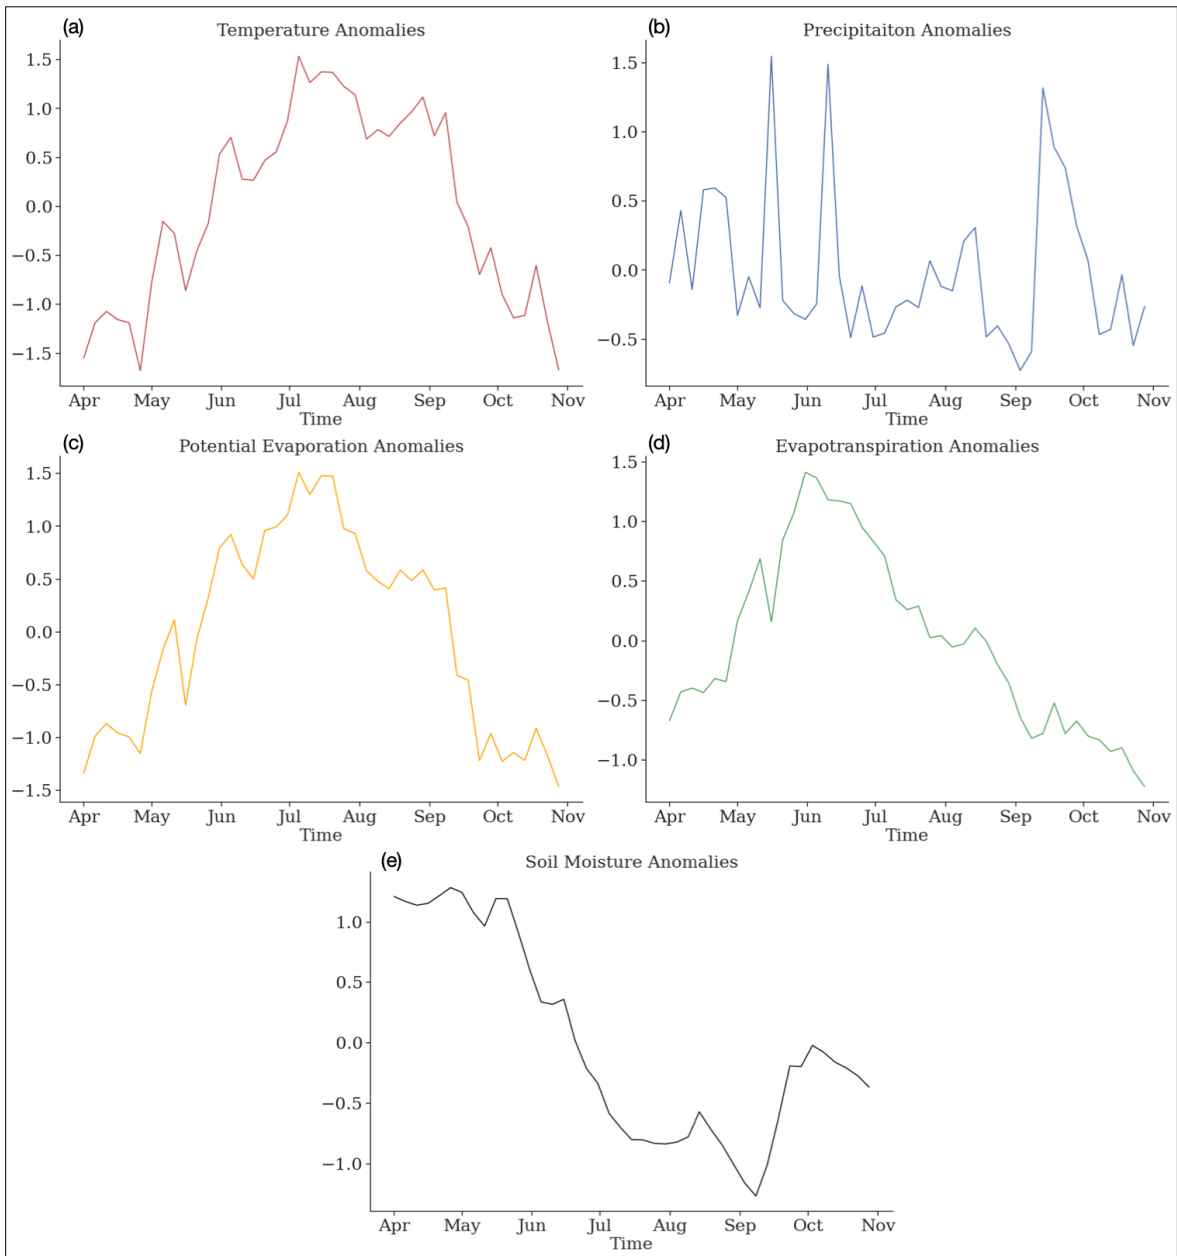 (a)
Temperature Anomalies
1.5
1.0
0.5
0.0
−0.5
−1.0
−1.5
Apr May Jun Jul Aug Sep Oct Nov
Time
(b)
Precipitaiton Anomalies
1.5
1.0
0.5
0.0
−0.5
Apr May Jun Jul Aug Sep Oct Nov
Time
(c)
Potential Evaporation Anomalies
1.5
1.0
0.5
0.0
−0.5
−1.0
−1.5
Apr May Jun Jul Aug Sep Oct Nov
Time
(d)
Evapotranspiration Anomalies
1.5
1.0
0.5
0.0
−0.5
−1.0
Apr May Jun Jul Aug Sep Oct Nov
Time
(e)
Soil Moisture Anomalies
1.0
0.5
0.0
−0.5
−1.0
Apr May Jun Jul Aug Sep Oct Nov
Time